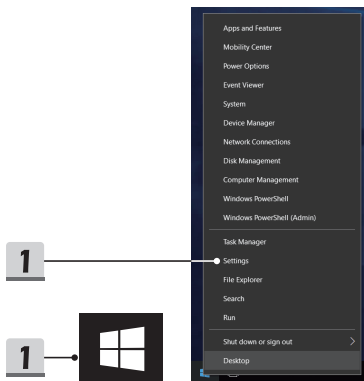 Apps and Features
Mobility Center
Power Options
Event Viewer
System
Device Manager
Network Connections
Disk Management
Computer Management
Windows PowerShell
Windows PowerShell (Admin)
Task Manager
1
Settings
File Explorer
Search
Run
Shut down or sign out
1
Desktop